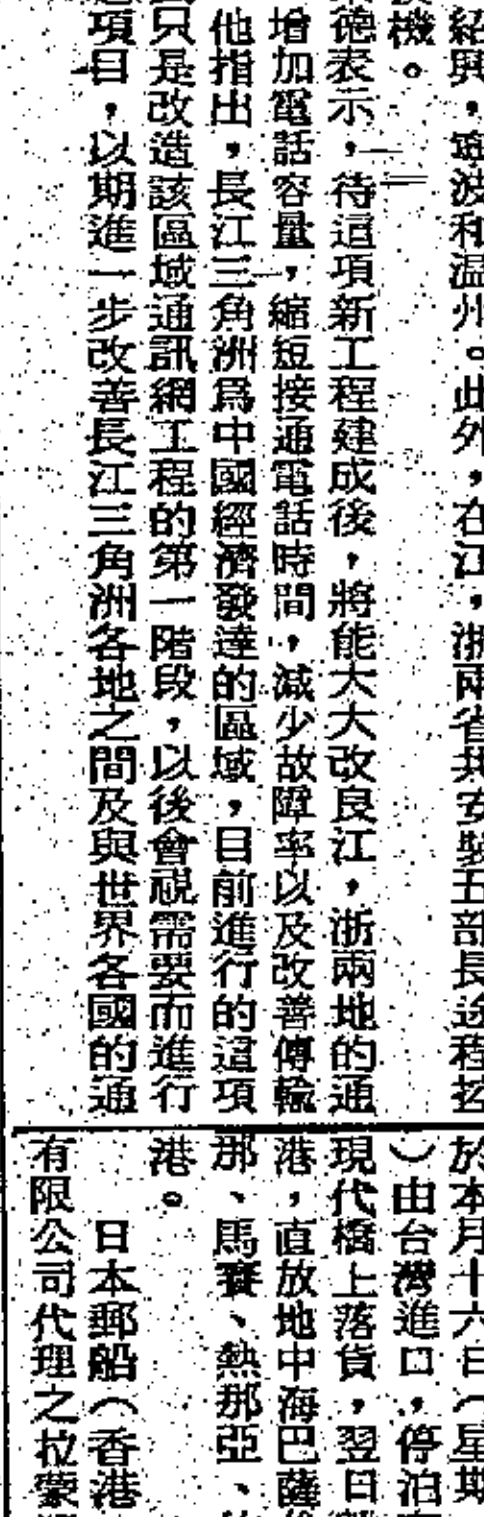 紹興，寧波和温州。此外，在江，浙兩省共安裝五部長途程控
機。
德表示，待這項新工程建成後，將能大大改良江，浙兩地的通
增加電話容量，縮短接通電話時間，減少故障率以及改善傳輸
他指出，長江三角洲爲中國經濟發達的區域，目前進行的這項
只是改造該區域通訊網工程的第一階段，以後會視需要而進行
項目，以期進一步改善長江三角洲各地之間及與世界各國的通
於本月十六日（星期
）由台灣進口，停泊
現代橋上落貨，翌日
港，直放地中海巴薩
那、馬賽、熱那亞、
港。
日本郵船（香港
有限公司代理之拉蒙